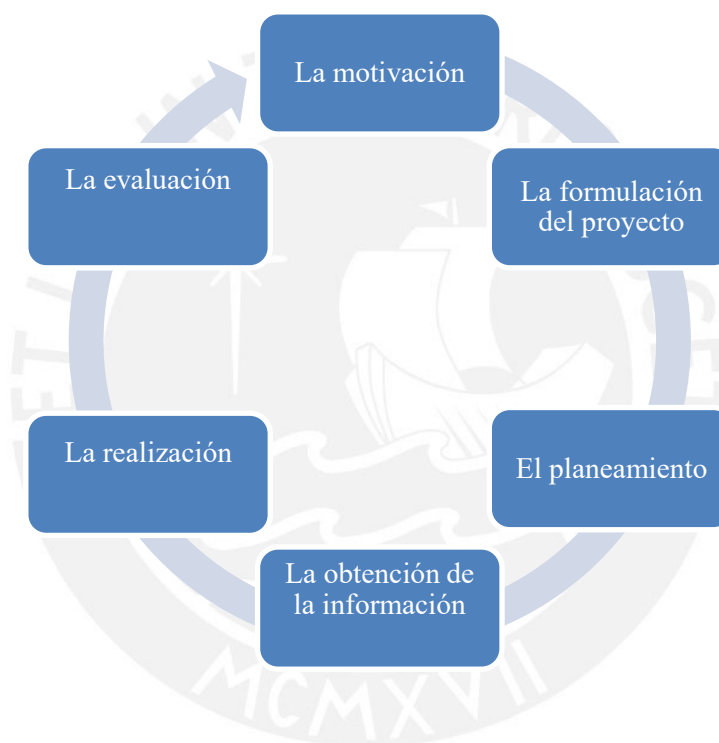 La motivación
La formulación
del proyecto
El planeamiento
La obtención de
la información
La realización
La evaluación
MCMXVII